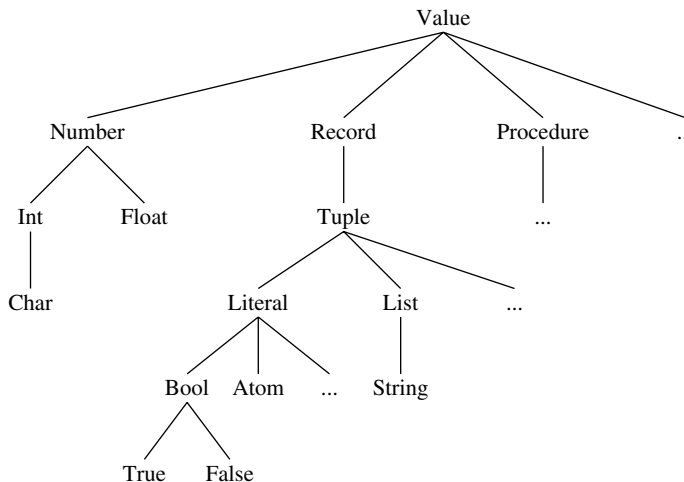 Value
Number Record Procedure ...
Int Float Tuple ...
Char Literal List ...
Bool Atom ... String
True False